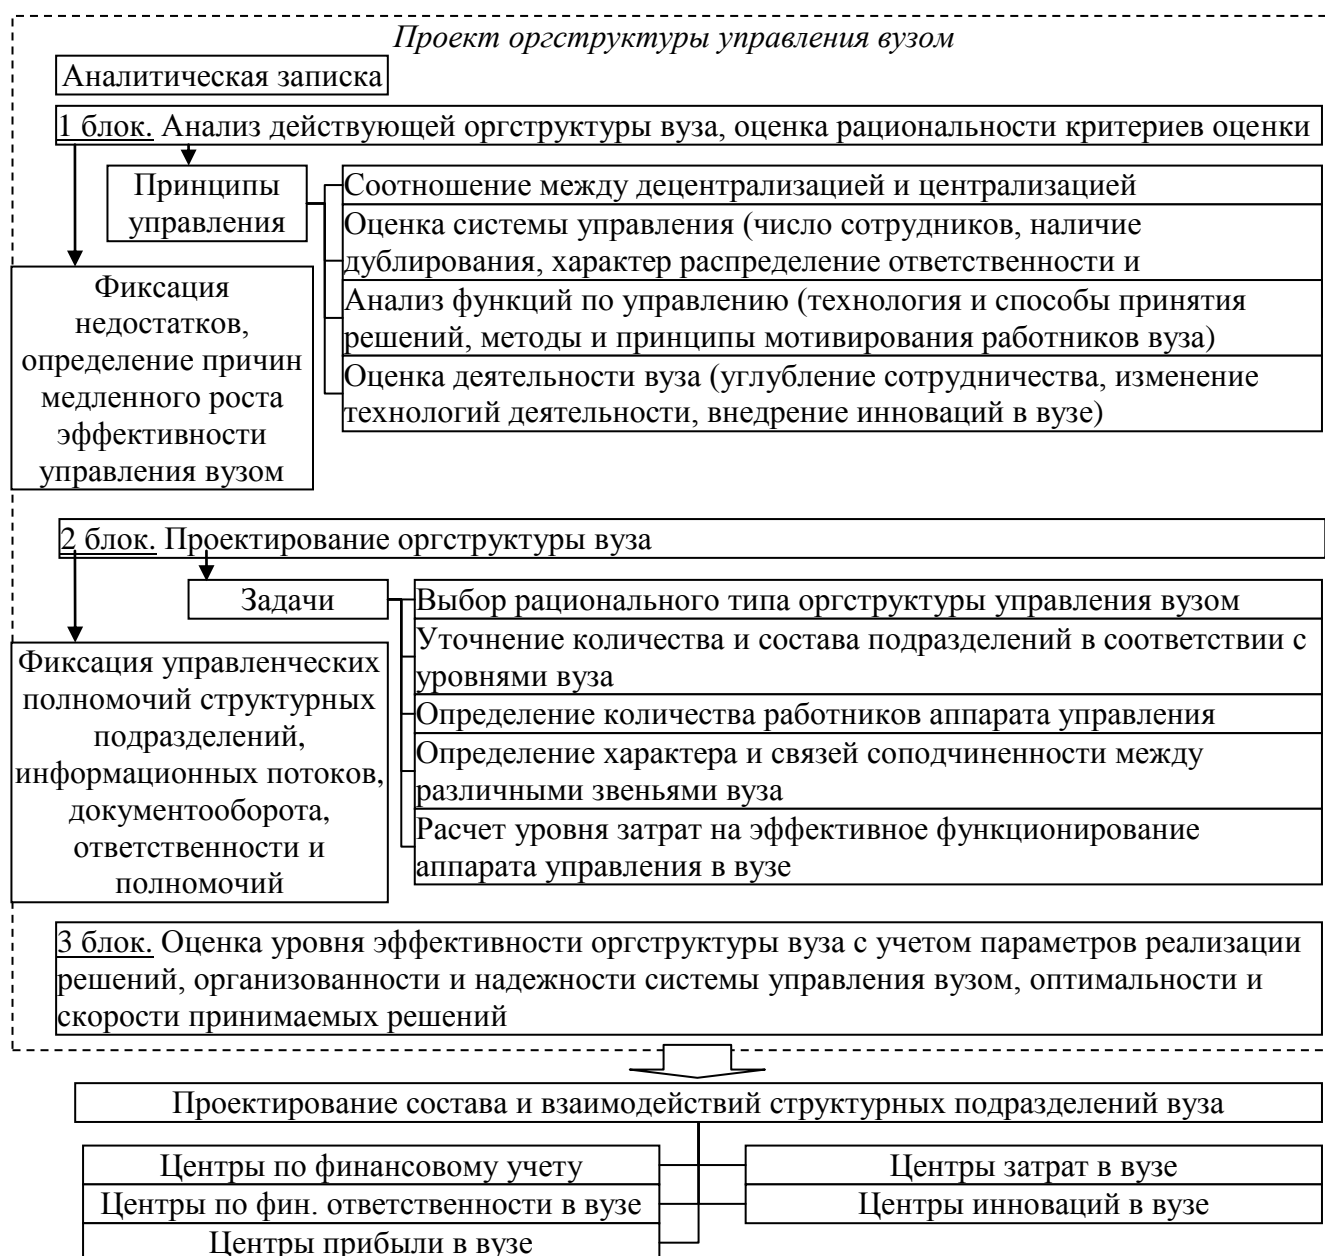 Проект оргструктуры управления вузом
Аналитическая записка
1 блок. Анализ действующей оргструктуры вуза, оценка рациональности критериев оценки
Принципы
управления
Соотношение между децентрализацией и централизацией
Оценка системы управления (число сотрудников, наличие
дублирования, характер распределение ответственности и
Анализ функций по управлению (технология и способы принятия
решений, методы и принципы мотивирования работников вуза)
Оценка деятельности вуза (углубление сотрудничества, изменение
технологий деятельности, внедрение инноваций в вузе)
Фиксация
недостатков,
определение причин
медленного роста
эффективности
управления вузом
2 блок. Проектирование оргструктуры вуза
Задачи
Выбор рационального типа оргструктуры управления вузом
Уточнение количества и состава подразделений в соответствии с
уровнями вуза
Определение количества работников аппарата управления
Определение характера и связей соподчиненности между
различными звеньями вуза
Расчет уровня затрат на эффективное функционирование
аппарата управления в вузе
Фиксация управленческих
полномочий структурных
подразделений,
информационных потоков,
документооборота,
ответственности и
полномочий
3 блок. Оценка уровня эффективности оргструктуры вуза с учетом параметров реализации
решений, организованности и надежности системы управления вузом, оптимальности и
скорости принимаемых решений
Проектирование состава и взаимодействий структурных подразделений вуза
Центры по финансовому учету
Центры затрат в вузе
Центры по фин. ответственности в вузе
Центры инноваций в вузе
Центры прибыли в вузе